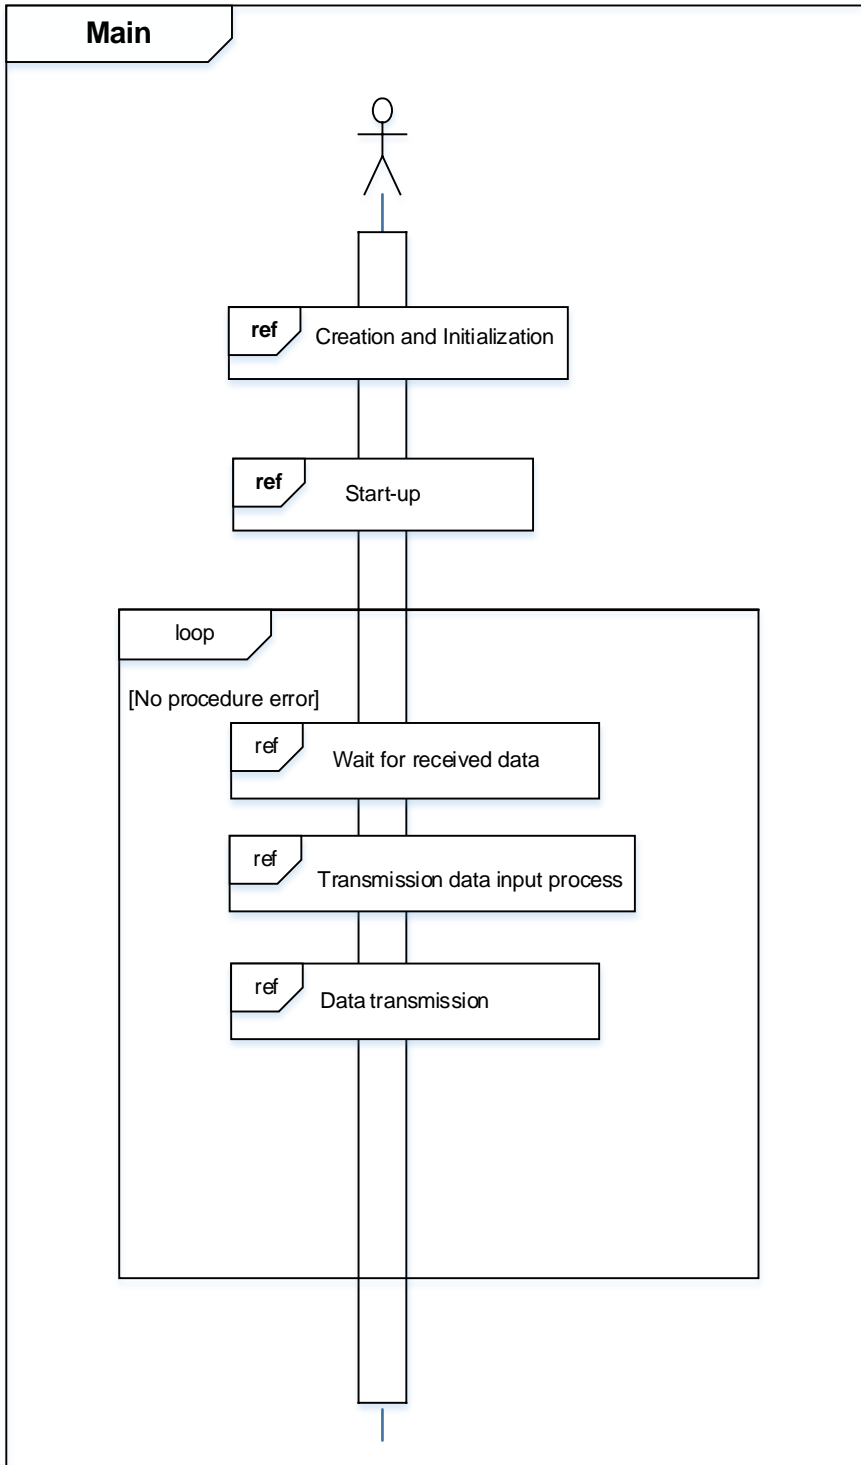 Main
ref
Creation and Initialization
ref
Start-up
loop
[No procedure error]
ref
Wait for received data
ref
Transmission data input process
ref
Data transmission